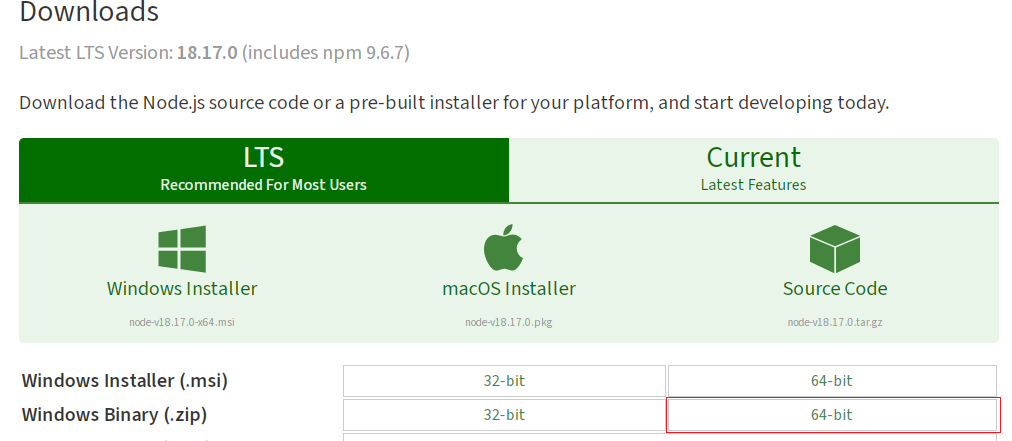 Downloads
Latest LTS Version: 18.17.0 (includes npm 9.6.7)
Download the Node.js source code or a pre-built installer for your platform, and start developing today.
LTS
Recommended For Most Users
Current
Latest Features
Windows Installer
node-v18.17.0-x64.msi
macOS Installer
node-v18.17.0.pkg
Source Code
node-v18.17.0.tar.gz
Windows Installer (.msi) 32-bit 64-bit
Windows Binary (.zip) 32-bit 64-bit